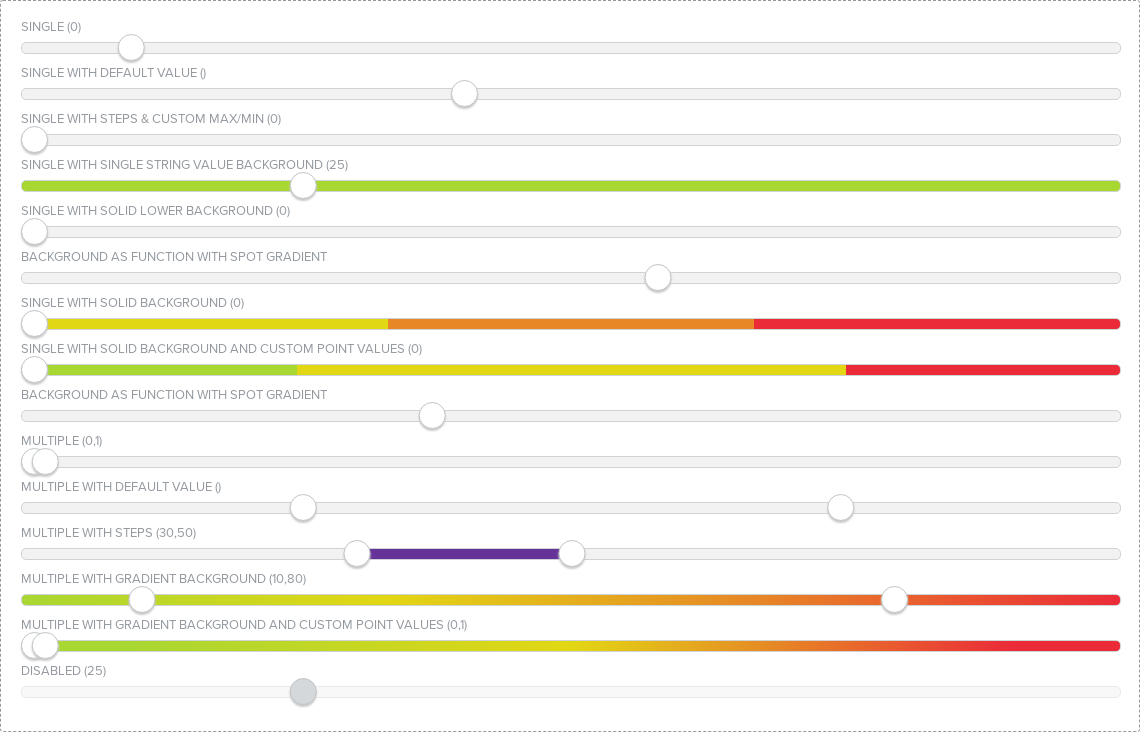 SINGLE (0)
SINGLE WITH DEFAULT VALUE ()
SINGLE WITH STEPS & CUSTOM MAX/MIN (0)
SINGLE WITH SINGLE STRING VALUE BACKGROUND (25)
SINGLE WITH SOLID LOWER BACKGROUND (0)
BACKGROUND AS FUNCTION WITH SPOT GRADIENT
SINGLE WITH SOLID BACKGROUND (0)
SINGLE WITH SOLID BACKGROUND AND CUSTOM POINT VALUES (0)
BACKGROUND AS FUNCTION WITH SPOT GRADIENT
MULTIPLE (0,1)
MULTIPLE WITH DEFAULT VALUE ()
MULTIPLE WITH STEPS (30,50)
MULTIPLE WITH GRADIENT BACKGROUND (10,80)
MULTIPLE WITH GRADIENT BACKGROUND AND CUSTOM POINT VALUES (0,1)
DISABLED (25)